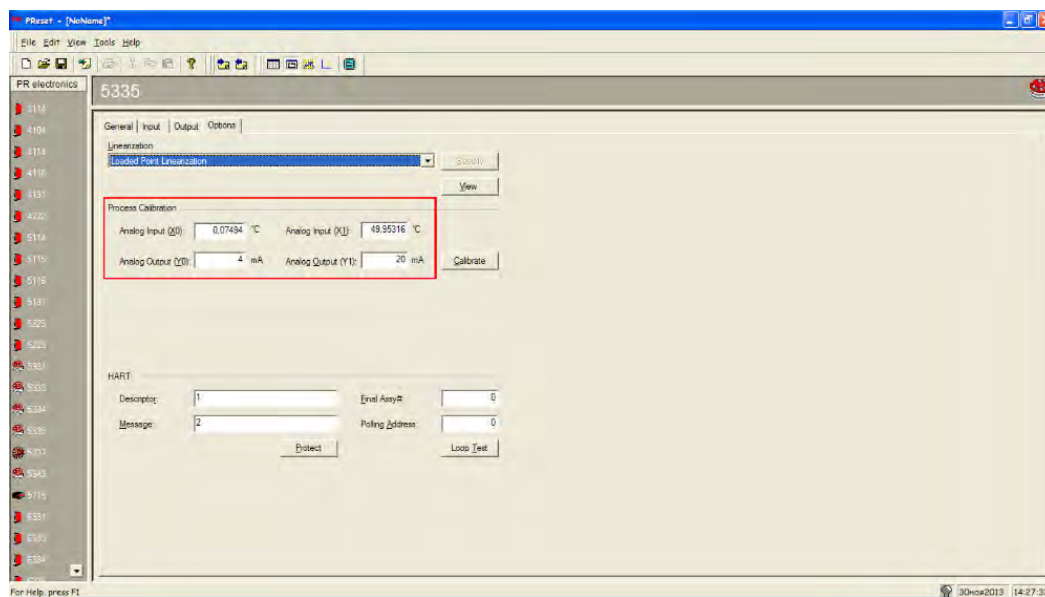 PReset - [NoName]*
File Edit View Tools Help
PR electronics
5335
General Input Output Options
Linearization
Loaded Point Linearization
Specify
View
Process Calibration
Analog Input (X0): 0,07494 °C Analog Input (X1): 49,95316 °C
Analog Output (Y0): 4 mA Analog Output (Y1): 20 mA Calibrate
HART
Descriptor: 1 Final Assy#: 0
Message: 2 Polling Address: 0
Protect Loop Test
4104
4114
4116
4131
4222
5114
5115
5116
5131
5223
5331
5333
5334
5335
5343
5715
6331
6333
6334
For Help, press F1
30ноя2013 14:27:3